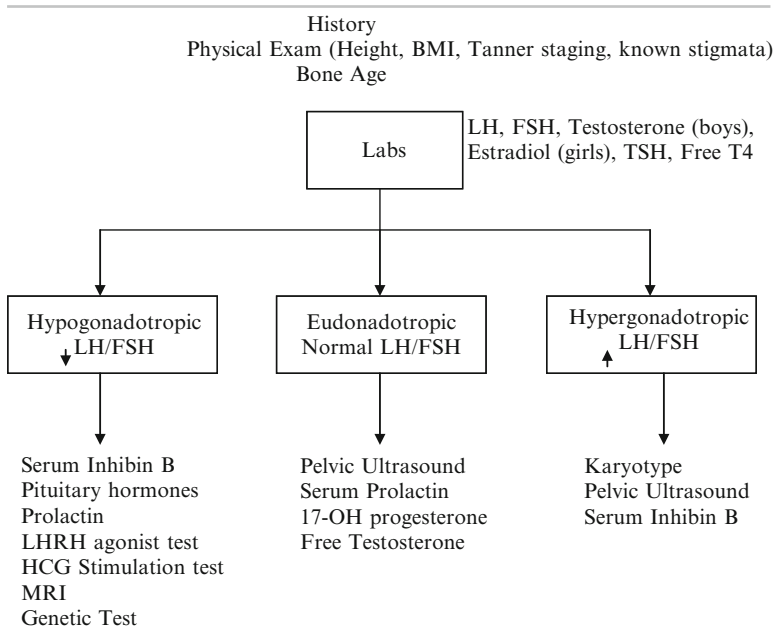 History
Physical Exam (Height, BMI, Tanner staging, known stigmata)
Bone Age
Labs
LH, FSH, Testosterone (boys),
Estradiol (girls), TSH, Free T4
Hypogonadotropic
↓ LH/FSH
Eudonadotropic
Normal LH/FSH
Hypergonadotropic
↑ LH/FSH
Serum Inhibin B
Pituitary hormones
Prolactin
LHRH agonist test
HCG Stimulation test
MRI
Genetic Test
Pelvic Ultrasound
Serum Prolactin
17-OH progesterone
Free Testosterone
Karyotype
Pelvic Ultrasound
Serum Inhibin B